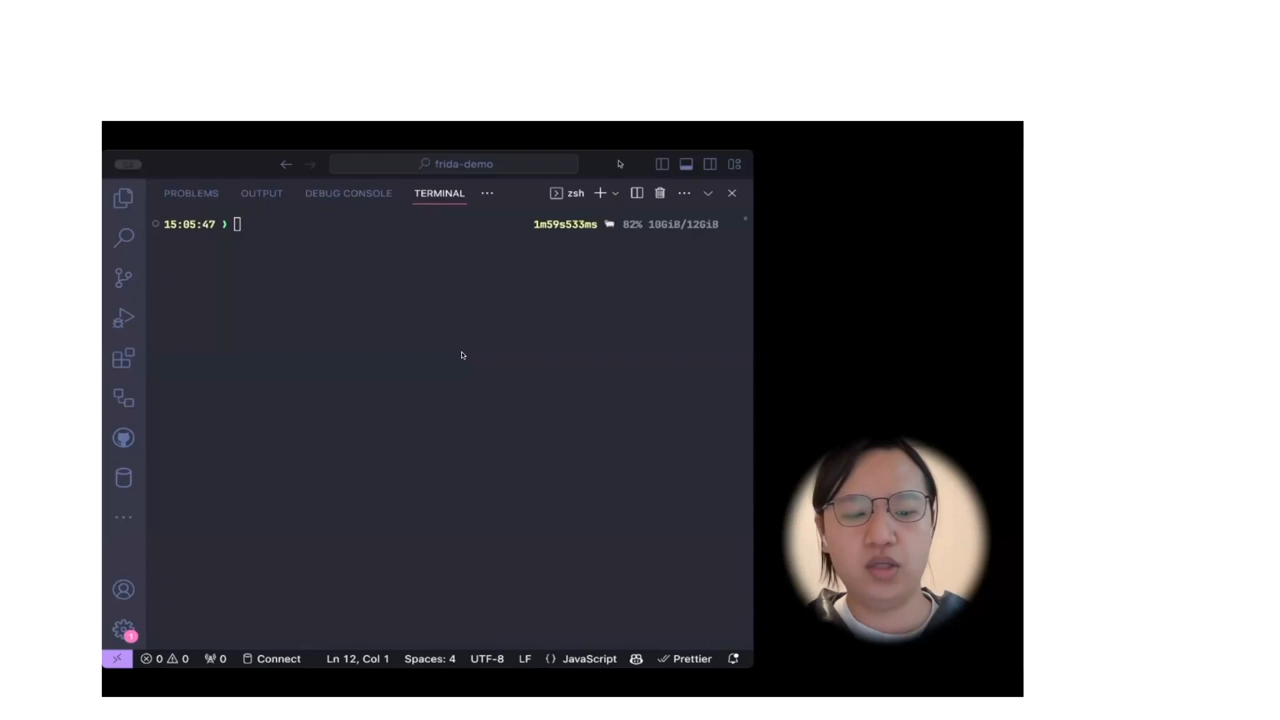 frida-demo
PROBLEMS OUTPUT DEBUG CONSOLE TERMINAL ··· zsh
15:05:47 ❯ 1m59s533ms 82% 10GiB/12GiB
1
0 0 0 Connect Ln 12, Col 1 Spaces: 4 UTF-8 LF {} JavaScript Prettier